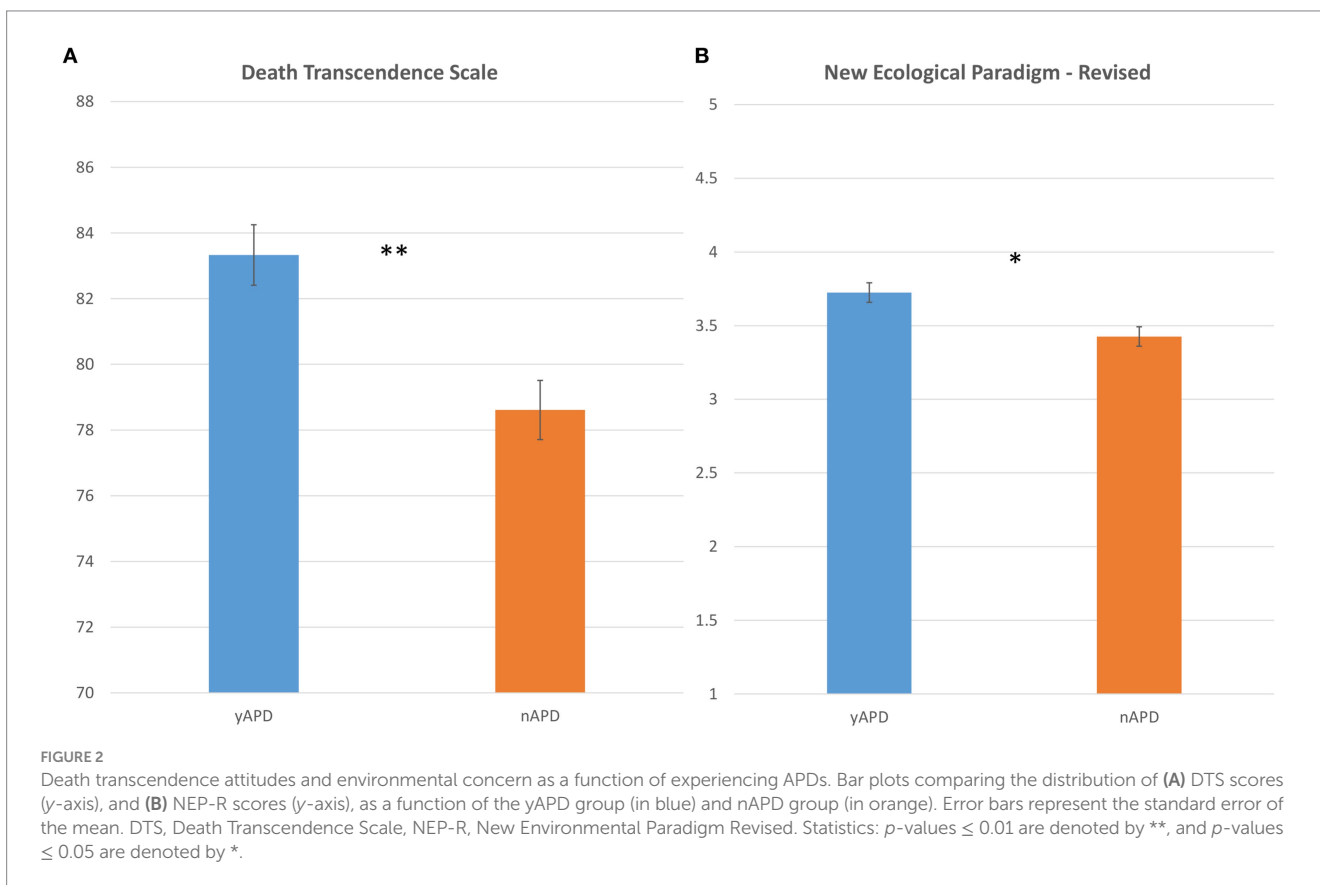 A
Death Transcendence Scale
88
86
84
82
80
78
76
74
72
70
**
yAPD
nAPD
B
New Ecological Paradigm - Revised
5
4.5
4
3.5
3
2.5
2
1.5
1
*
yAPD
nAPD
FIGURE 2
Death transcendence attitudes and environmental concern as a function of experiencing APDs. Bar plots comparing the distribution of (A) DTS scores
(y-axis), and (B) NEP-R scores (y-axis), as a function of the yAPD group (in blue) and nAPD group (in orange). Error bars represent the standard error of
the mean. DTS, Death Transcendence Scale, NEP-R, New Environmental Paradigm Revised. Statistics: p-values ≤ 0.01 are denoted by **, and p-values
≤ 0.05 are denoted by *.